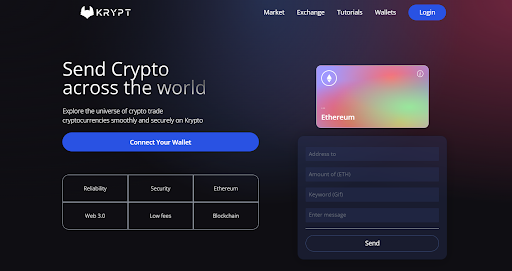 KRYPT
Market Exchange Tutorials Wallets Login
Send Crypto
across the world
Explore the universe of crypto trade
cryptocurrencies smoothly and securely on Krypto
Connect Your Wallet
Reliability Security Ethereum
Web 3.0 Low fees Blockchain
Ethereum
Address to
Amount of (ETH)
Keyword (Gif)
Enter message
Send